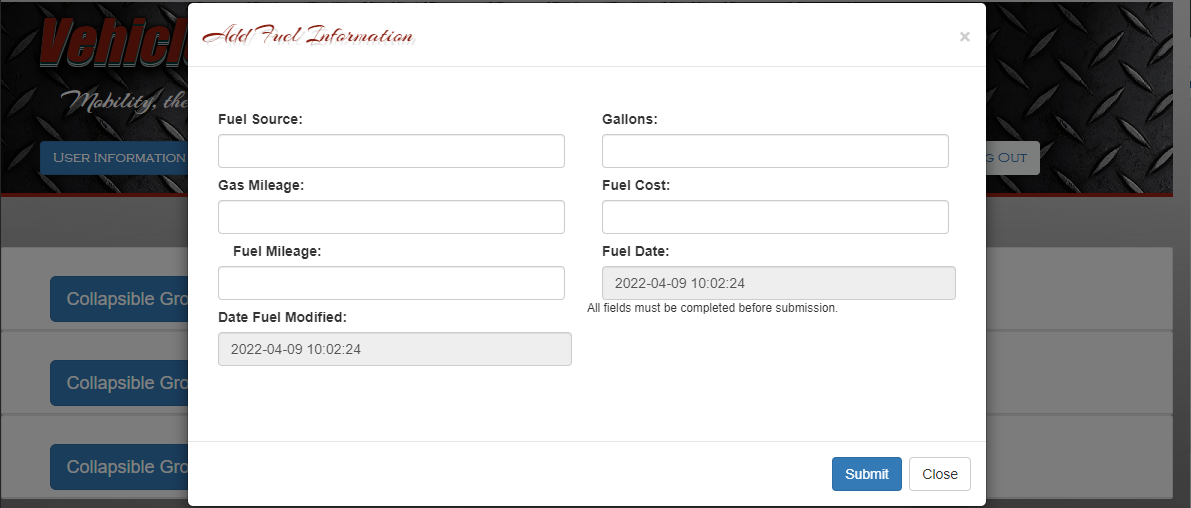 Vehicl
Add Fuel Information
×
Mobility, the
User Information
G Out
Fuel Source:
Gallons:
Gas Mileage:
Fuel Cost:
Fuel Mileage:
Fuel Date:
2022-04-09 10:02:24
All fields must be completed before submission.
Date Fuel Modified:
2022-04-09 10:02:24
Collapsible Gro
Collapsible Gro
Collapsible Gro
Submit
Close